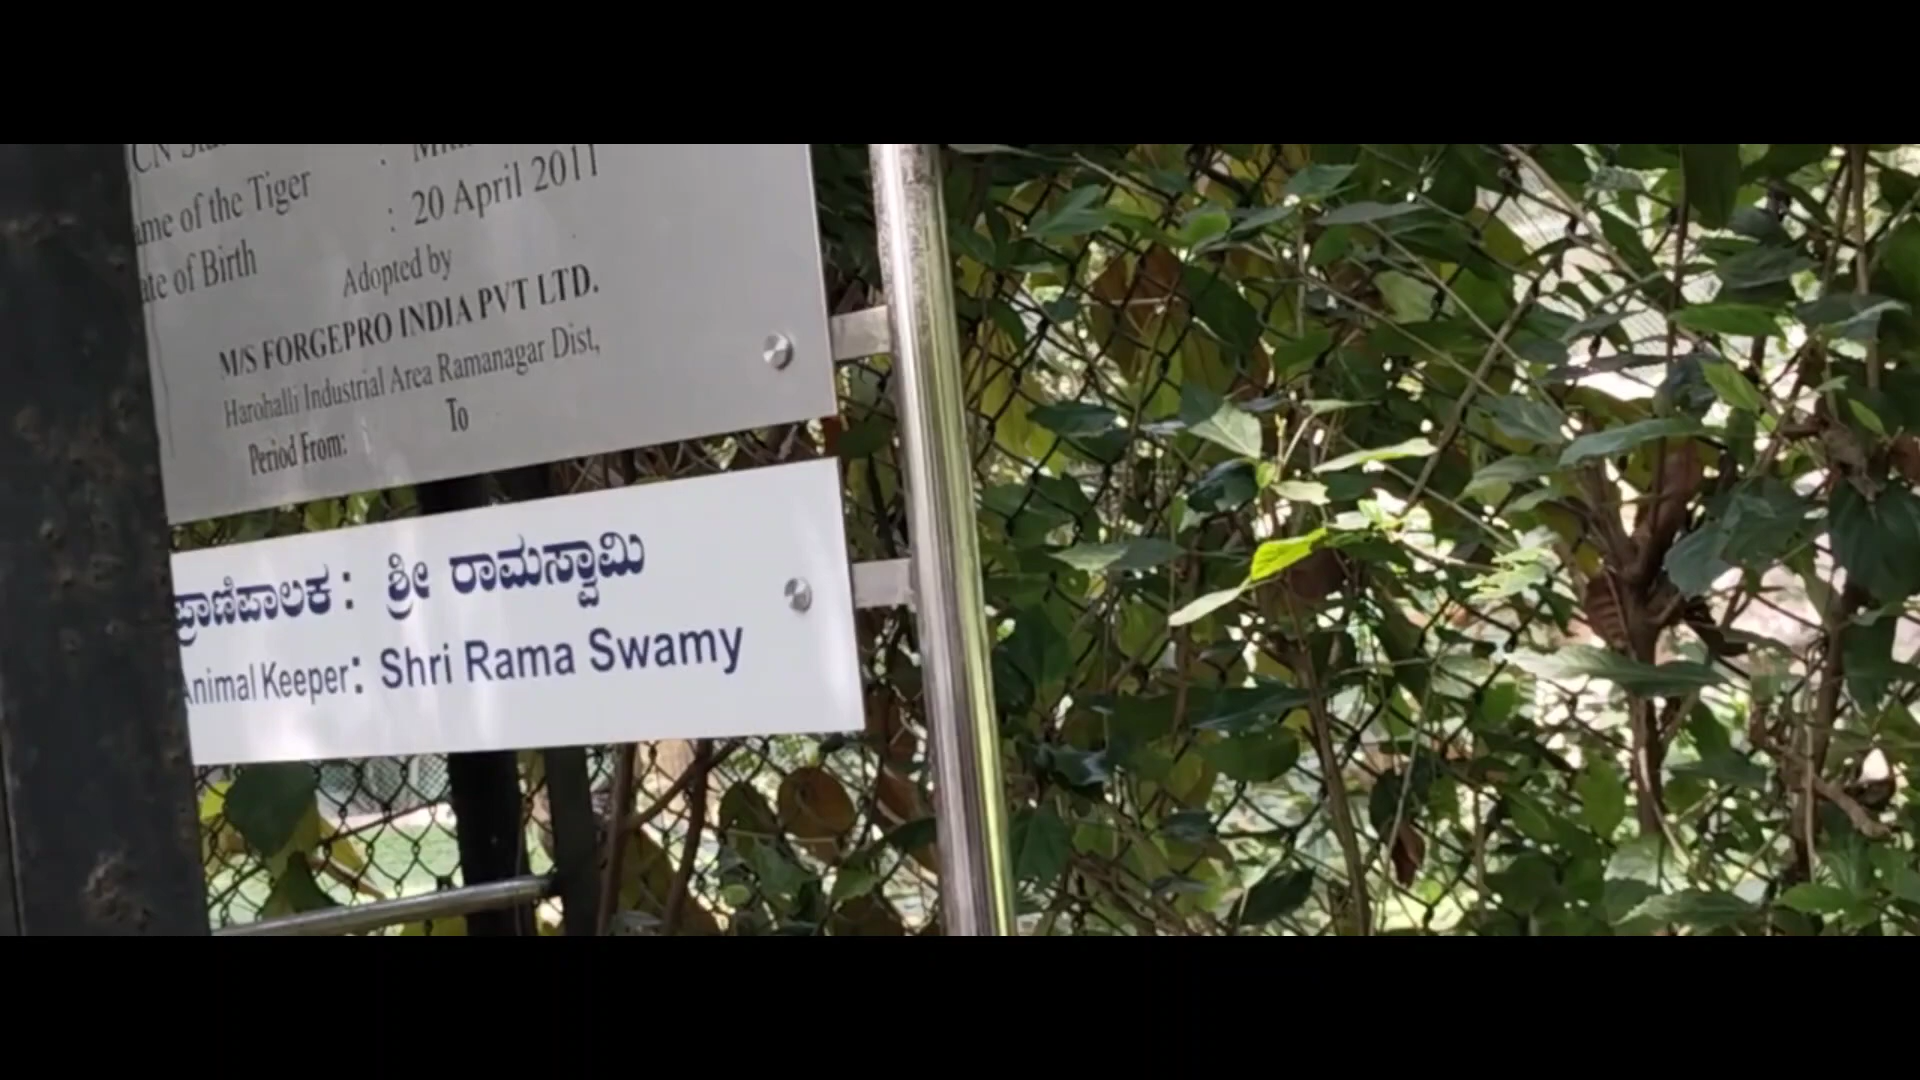 CN
ame of the Tiger :
ate of Birth : 20 April 2011
Adopted by
M/S FORGEPRO INDIA PVT LTD.
Harohalli Industrial Area Ramanagar Dist,
Period From: To
ಪ್ರಾಣಿಪಾಲಕ : ಶ್ರೀ ರಾಮಸ್ವಾಮಿ
Animal Keeper : Shri Rama Swamy